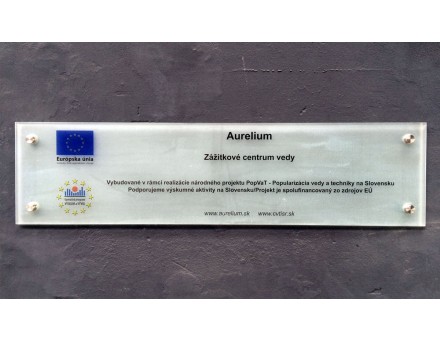 Aurelium
Európska únia
Zážitkové centrum vedy
Vybudované v rámci realizácie národného projektu PopVaT - Popularizácia vedy a techniky na Slovensku
Podporujeme výskumné aktivity na Slovensku/Projekt je spolufinancovaný zo zdrojov EÚ
www.aurelium.sk www.cvtisr.sk